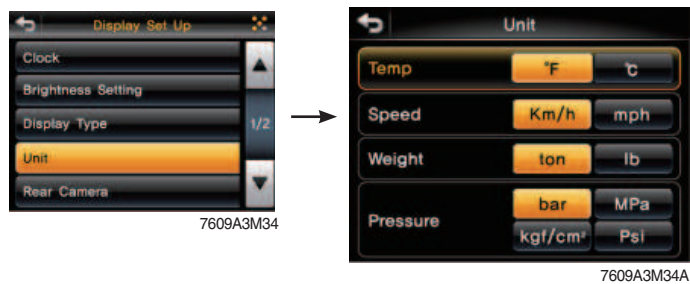 Display Set Up
Clock
Brightness Setting
Display Type
1/2
Unit
Rear Camera
7609A3M34
Unit
Temp °F °C
Speed Km/h mph
Weight ton lb
Pressure bar MPa
kgf/cm² Psi
7609A3M34A